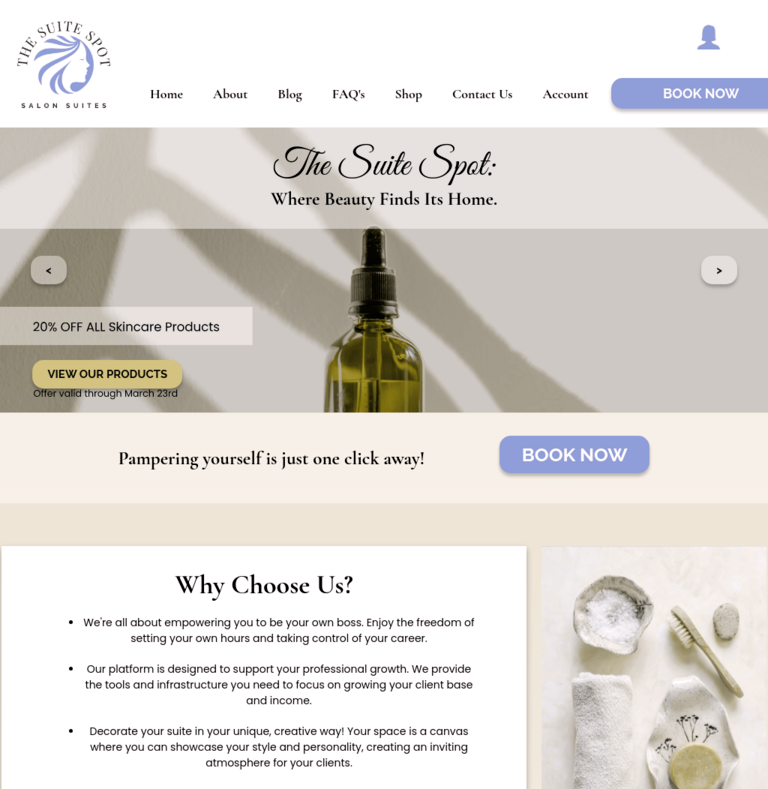 THE SUITE SPOT
SALON SUITES
Home About Blog FAQ's Shop Contact Us Account BOOK NOW
The Suite Spot:
Where Beauty Finds Its Home.
< >
20% OFF ALL Skincare Products
VIEW OUR PRODUCTS
Offer valid through March 23rd
Pampering yourself is just one click away! BOOK NOW
Why Choose Us?
• We're all about empowering you to be your own boss. Enjoy the freedom of
setting your own hours and taking control of your career.
• Our platform is designed to support your professional growth. We provide
the tools and infrastructure you need to focus on growing your client base
and income.
• Decorate your suite in your unique, creative way! Your space is a canvas
where you can showcase your style and personality, creating an inviting
atmosphere for your clients.